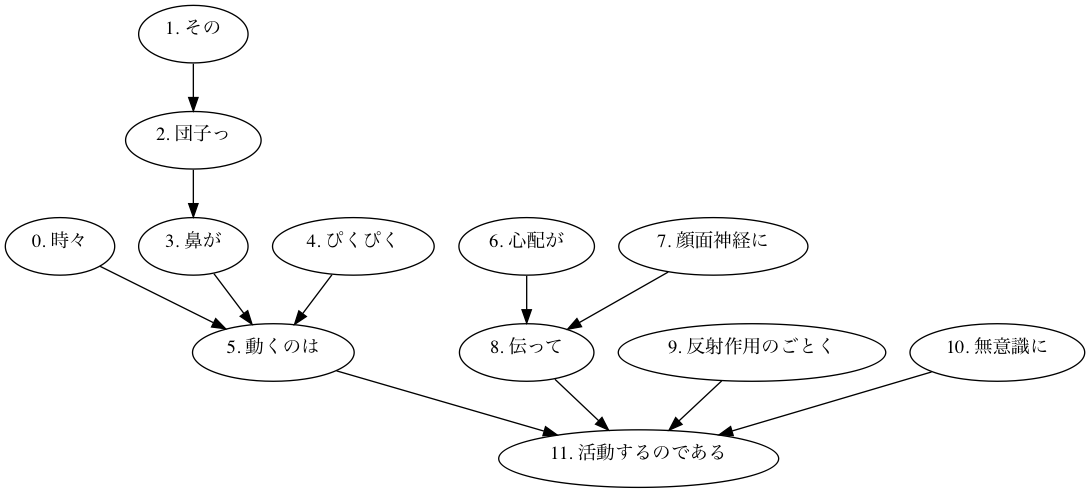 1. その
2. 団子っ
0. 時々
3. 鼻が
4. ぴくぴく
6. 心配が
7. 顔面神経に
5. 動くのは
8. 伝って
9. 反射作用のごとく
10. 無意識に
11. 活動するのである